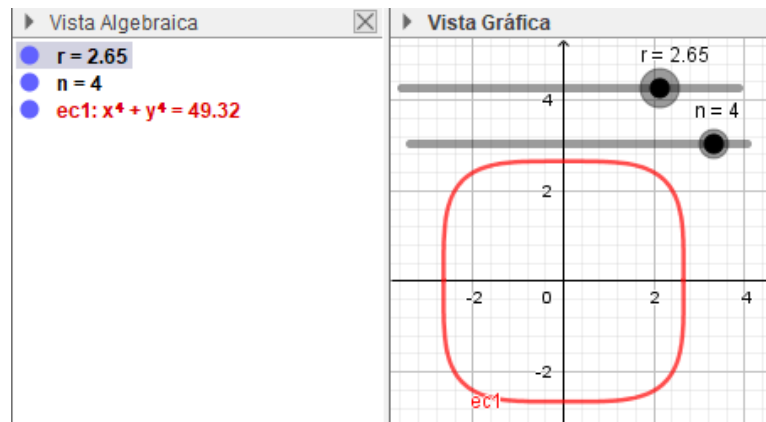 Vista Algebraica
r = 2.65
n = 4
ec1: x⁴ + y⁴ = 49.32
Vista Gráfica
r = 2.65
4
n = 4
2
-2
0
2
4
-2
ec1